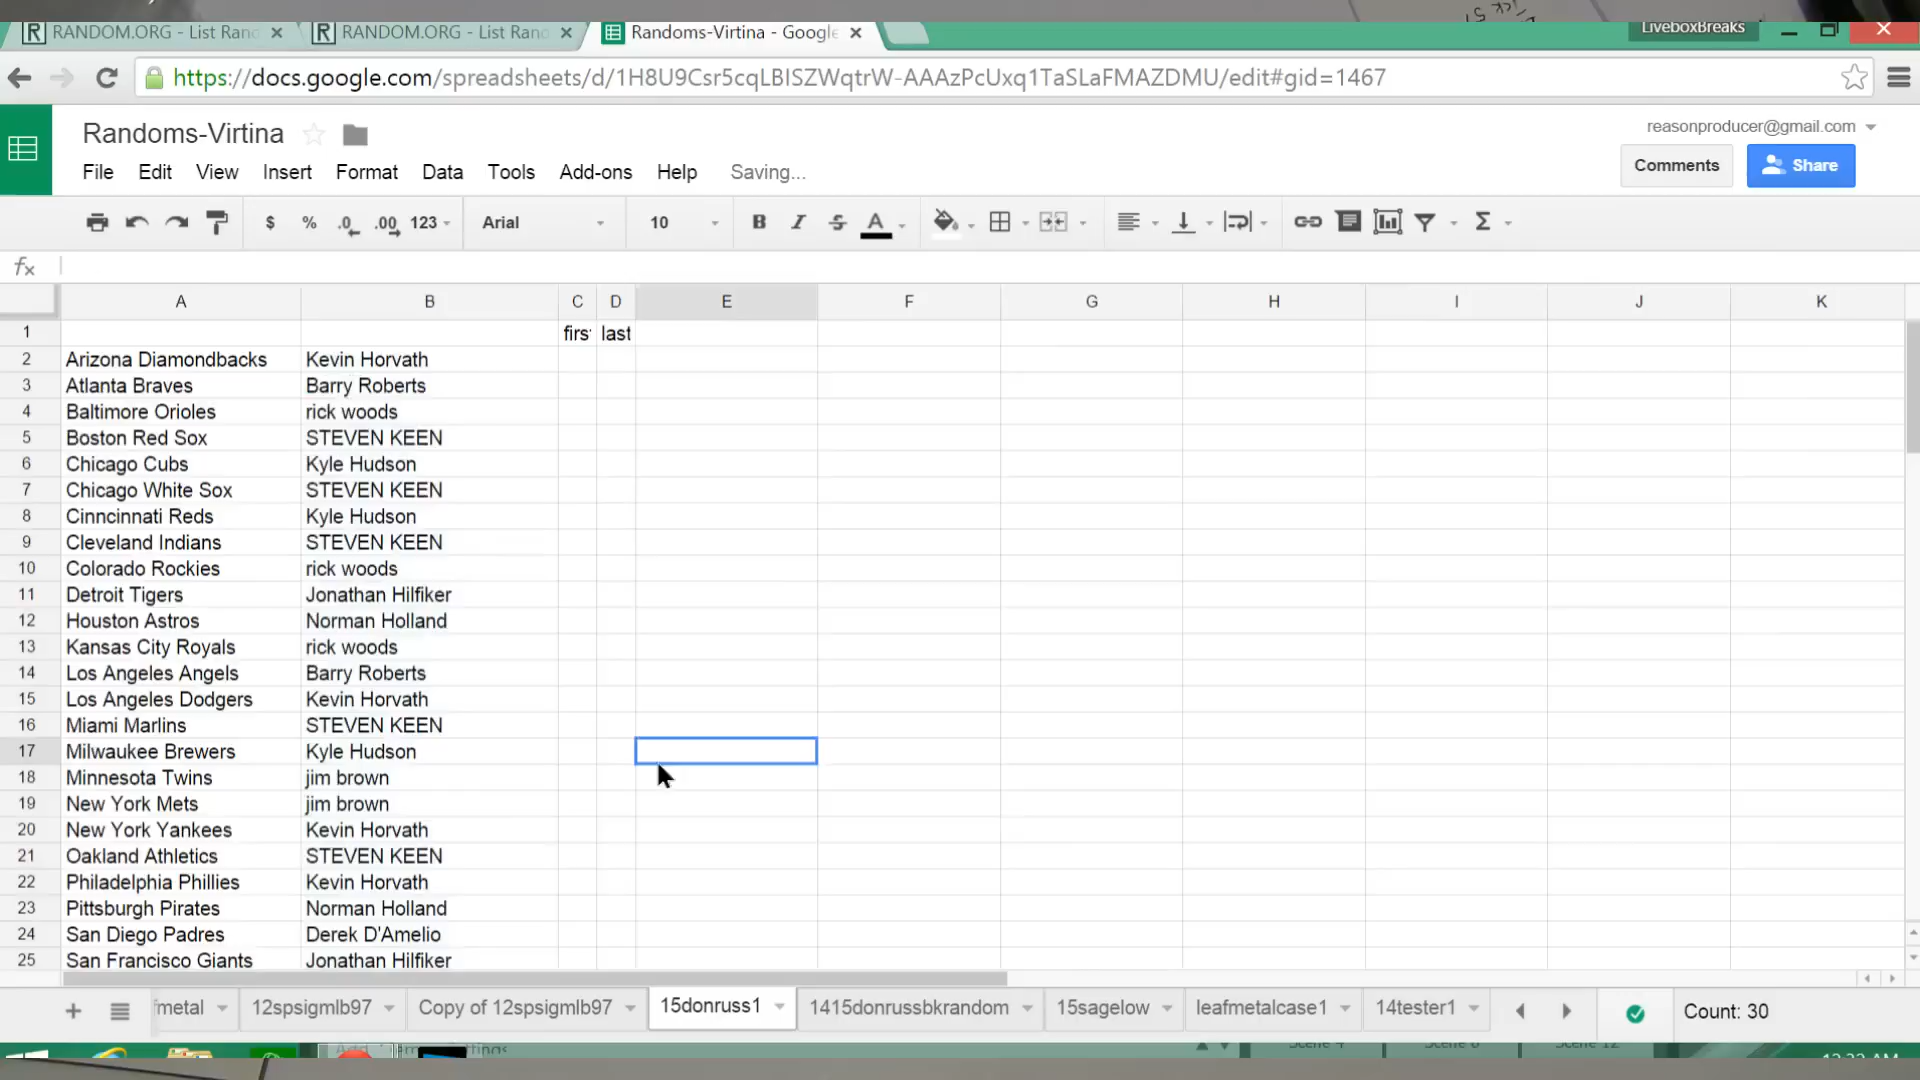 RANDOM.ORG - List Ran RANDOM.ORG - List Ran Randoms-Virtina - Google LiveboxBreaks
https://docs.google.com/spreadsheets/d/1H8U9Csr5cqLBISZWqtrW-AAAzPcUxq1TaSLaFMAZDMU/edit#gid=1467
Randoms-Virtina reasonproducer@gmail.com
File Edit View Insert Format Data Tools Add-ons Help Saving... Comments Share
$ % .0 .00 123 Arial 10 B I S A Σ
fx
A B C D E F G H I J K
1 firs last
2 Arizona Diamondbacks Kevin Horvath
3 Atlanta Braves Barry Roberts
4 Baltimore Orioles rick woods
5 Boston Red Sox STEVEN KEEN
6 Chicago Cubs Kyle Hudson
7 Chicago White Sox STEVEN KEEN
8 Cinncinnati Reds Kyle Hudson
9 Cleveland Indians STEVEN KEEN
10 Colorado Rockies rick woods
11 Detroit Tigers Jonathan Hilfiker
12 Houston Astros Norman Holland
13 Kansas City Royals rick woods
14 Los Angeles Angels Barry Roberts
15 Los Angeles Dodgers Kevin Horvath
16 Miami Marlins STEVEN KEEN
17 Milwaukee Brewers Kyle Hudson
18 Minnesota Twins jim brown
19 New York Mets jim brown
20 New York Yankees Kevin Horvath
21 Oakland Athletics STEVEN KEEN
22 Philadelphia Phillies Kevin Horvath
23 Pittsburgh Pirates Norman Holland
24 San Diego Padres Derek D'Amelio
25 San Francisco Giants Jonathan Hilfiker
fmetal 12spsigmlb97 Copy of 12spsigmlb97 15donruss1 1415donrussbkrandom 15sagelow leafmetalcase1 14tester1 Count: 30